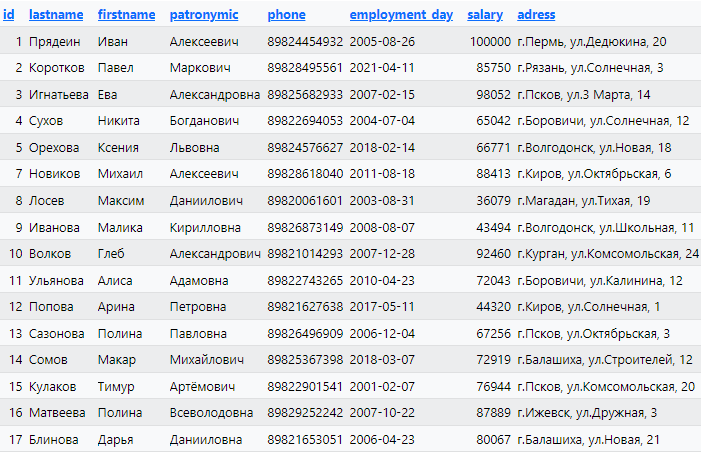 id lastname firstname patronymic phone employment_day salary adress
1 Прядеин Иван Алексеевич 89824454932 2005-08-26 100000 г.Пермь, ул.Дедюкина, 20
2 Коротков Павел Маркович 89828495561 2021-04-11 85750 г.Рязань, ул.Солнечная, 3
3 Игнатьева Ева Александровна 89825682933 2007-02-15 98052 г.Псков, ул.3 Марта, 14
4 Сухов Никита Богданович 89822694053 2004-07-04 65042 г.Боровичи, ул.Солнечная, 12
5 Орехова Ксения Львовна 89824576627 2018-02-14 66771 г.Волгодонск, ул.Новая, 18
7 Новиков Михаил Алексеевич 89828618040 2011-08-18 88413 г.Киров, ул.Октябрьская, 6
8 Лосев Максим Даниилович 89820061601 2003-08-31 36079 г.Магадан, ул.Тихая, 19
9 Иванова Малика Кирилловна 89826873149 2008-08-07 43494 г.Волгодонск, ул.Школьная, 11
10 Волков Глеб Александрович 89821014293 2007-12-28 92460 г.Курган, ул.Комсомольская, 24
11 Ульянова Алиса Адамовна 89822743265 2010-04-23 72043 г.Боровичи, ул.Калинина, 12
12 Попова Арина Петровна 89821627638 2017-05-11 44320 г.Киров, ул.Солнечная, 1
13 Сазонова Полина Павловна 89826496909 2006-12-04 67256 г.Псков, ул.Октябрьская, 3
14 Сомов Макар Михайлович 89825367398 2018-03-07 72919 г.Балашиха, ул.Строителей, 12
15 Кулаков Тимур Артёмович 89822901541 2001-02-07 76944 г.Псков, ул.Комсомольская, 20
16 Матвеева Полина Всеволодовна 89829252242 2007-10-22 87889 г.Ижевск, ул.Дружная, 3
17 Блинова Дарья Данииловна 89821653051 2006-04-23 80067 г.Балашиха, ул.Новая, 21